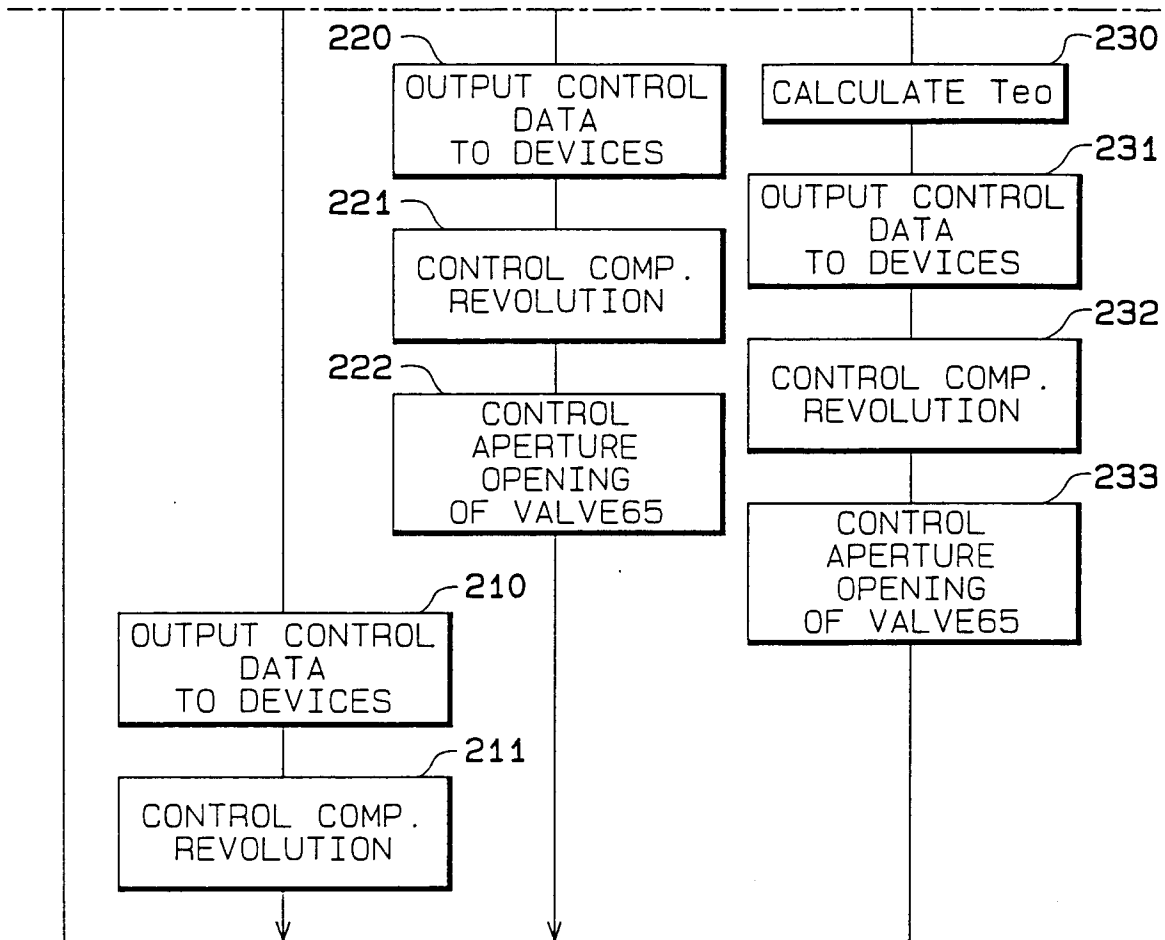 220
OUTPUT CONTROL
DATA
TO DEVICES
221
CONTROL COMP.
REVOLUTION
222
CONTROL
APERTURE
OPENING
OF VALVE65
230
CALCULATE Teo
231
OUTPUT CONTROL
DATA
TO DEVICES
232
CONTROL COMP.
REVOLUTION
233
CONTROL
APERTURE
OPENING
OF VALVE65
210
OUTPUT CONTROL
DATA
TO DEVICES
211
CONTROL COMP.
REVOLUTION